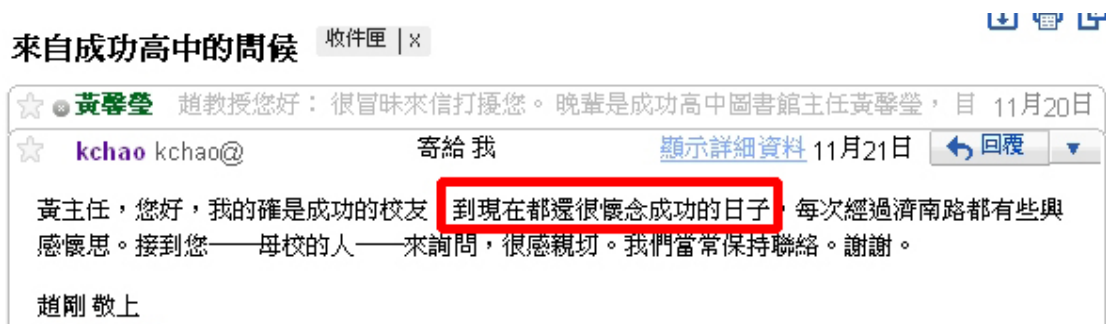 來自成功高中的問候 收件匣 | x
黃馨瑩 趙教授您好： 很冒昧來信打擾您。晚輩是成功高中圖書館主任黃馨瑩， 目 11月20日
kchao kchao@ 寄給 我 顯示詳細資料 11月21日 回覆
黃主任，您好，我的確是成功的校友 到現在都還很懷念成功的日子，每次經過濟南路都有些興
感懷思。接到您——母校的人——來詢問，很感親切。我們當常保持聯絡。謝謝。
趙剛 敬上